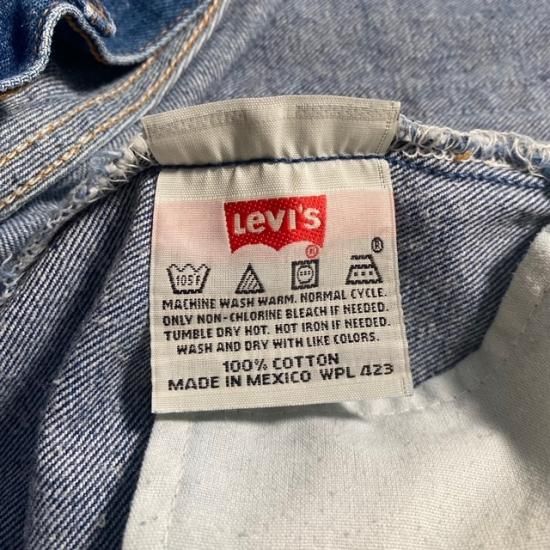 Levi's
®
®
105F
MACHINE WASH WARM. NORMAL CYCLE.
ONLY NON-CHLORINE BLEACH IF NEEDED.
TUMBLE DRY HOT. HOT IRON IF NEEDED.
WASH AND DRY WITH LIKE COLORS.
100% COTTON
MADE IN MEXICO WPL 423